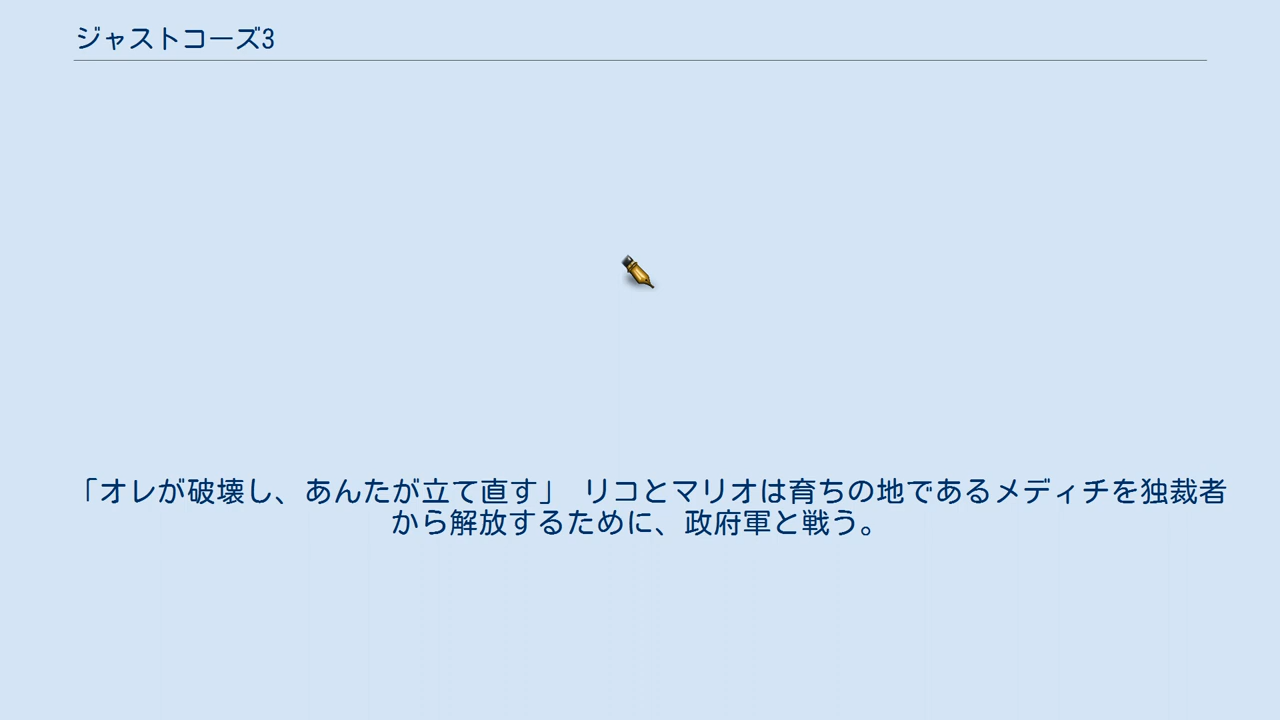 ジャストコーズ3
「オレが破壊し、あんたが立て直す」 リコとマリオは育ちの地であるメディチを独裁者
から解放するために、政府軍と戦う。